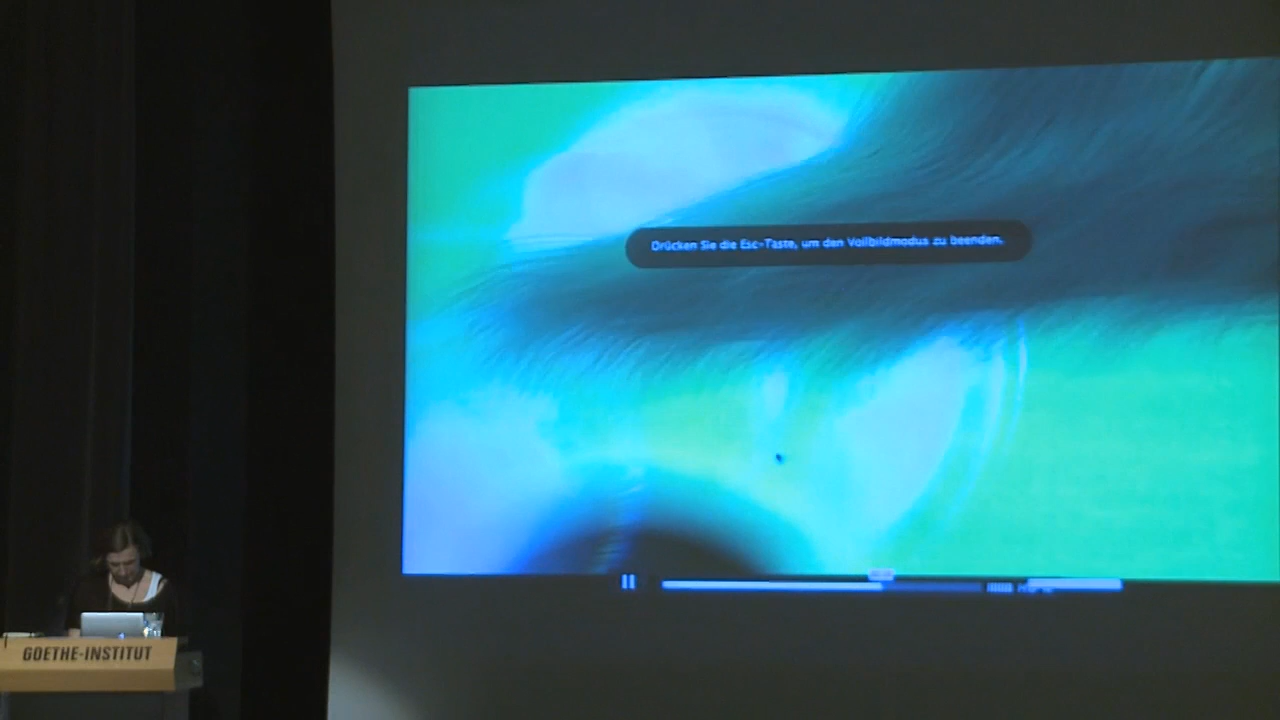 Drücken Sie die Esc-Taste, um den Vollbildmodus zu beenden.
GOETHE-INSTITUT